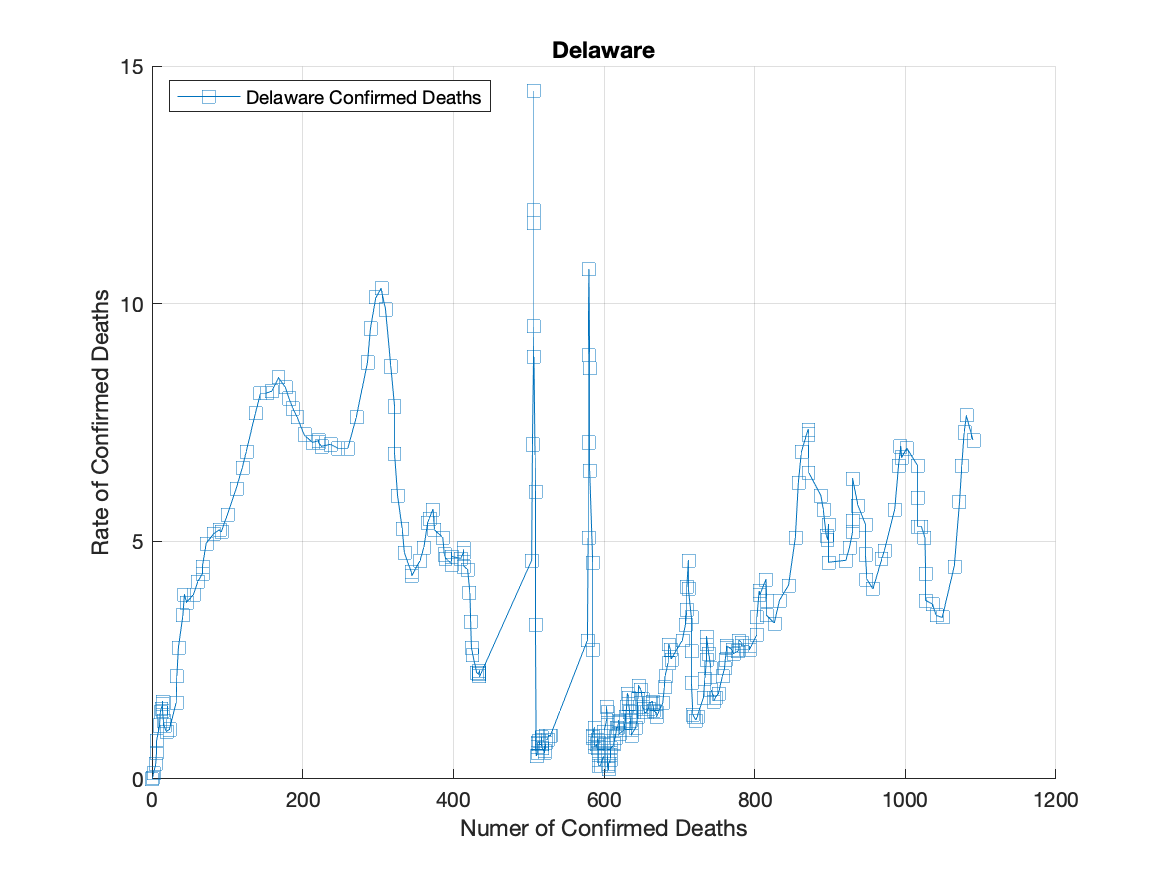 Delaware
15
Delaware Confirmed Deaths
10
5
0
Rate of Confirmed Deaths
0 200 400 600 800 1000 1200
Numer of Confirmed Deaths